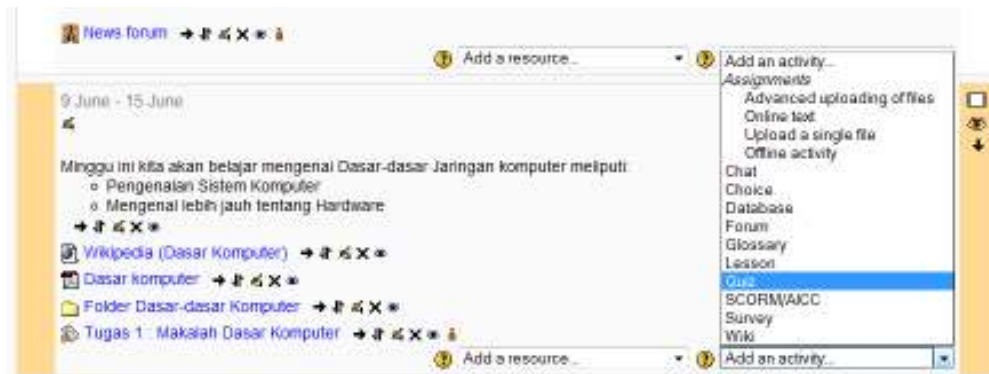 News forum
Add a resource...
Add an activity...
Assignments
Advanced uploading of files
Online text
Upload a single file
Offline activity
Chat
Choice
Database
Forum
Glossary
Lesson
Quiz
SCORM/AICC
Survey
Wiki
9 June - 15 June
Minggu ini kita akan belajar mengenai Dasar-dasar Jaringan komputer meliputi:
Pengenalan Sistem Komputer
Mengenal lebih jauh tentang Hardware
Wikipedia (Dasar Komputer)
Dasar komputer
Folder Dasar-dasar Komputer
Tugas 1 : Makalah Dasar Komputer
Add a resource...
Add an activity...